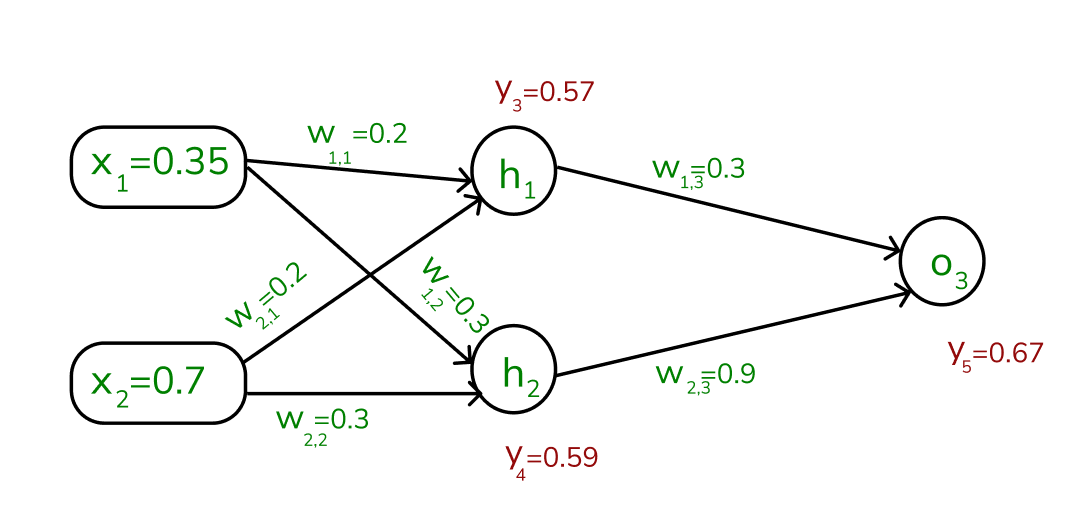 y3=0.57
w1,1=0.2
x1=0.35
h1
w1,3=0.3
o3
w2,1=0.2
w1,2=0.3
x2=0.7
h2
y5=0.67
w2,2=0.3
w2,3=0.9
y4=0.59